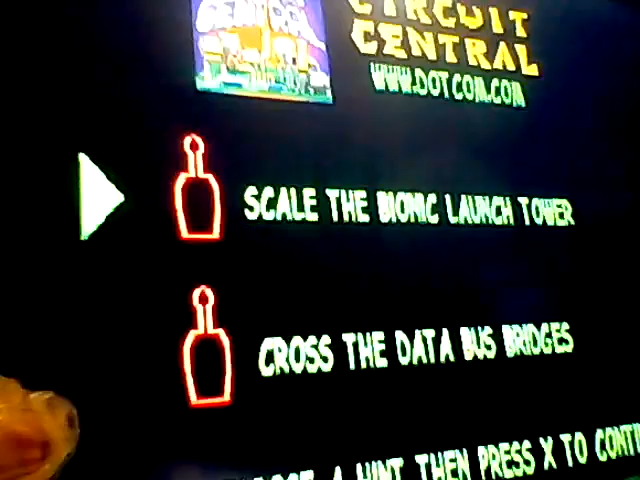 CIRCUIT
CENTRAL
WWW.DOTCOM.COM
SCALE THE BIONIC LAUNCH TOWER
CROSS THE DATA BUS BRIDGES
A HINT THEN PRESS X TO